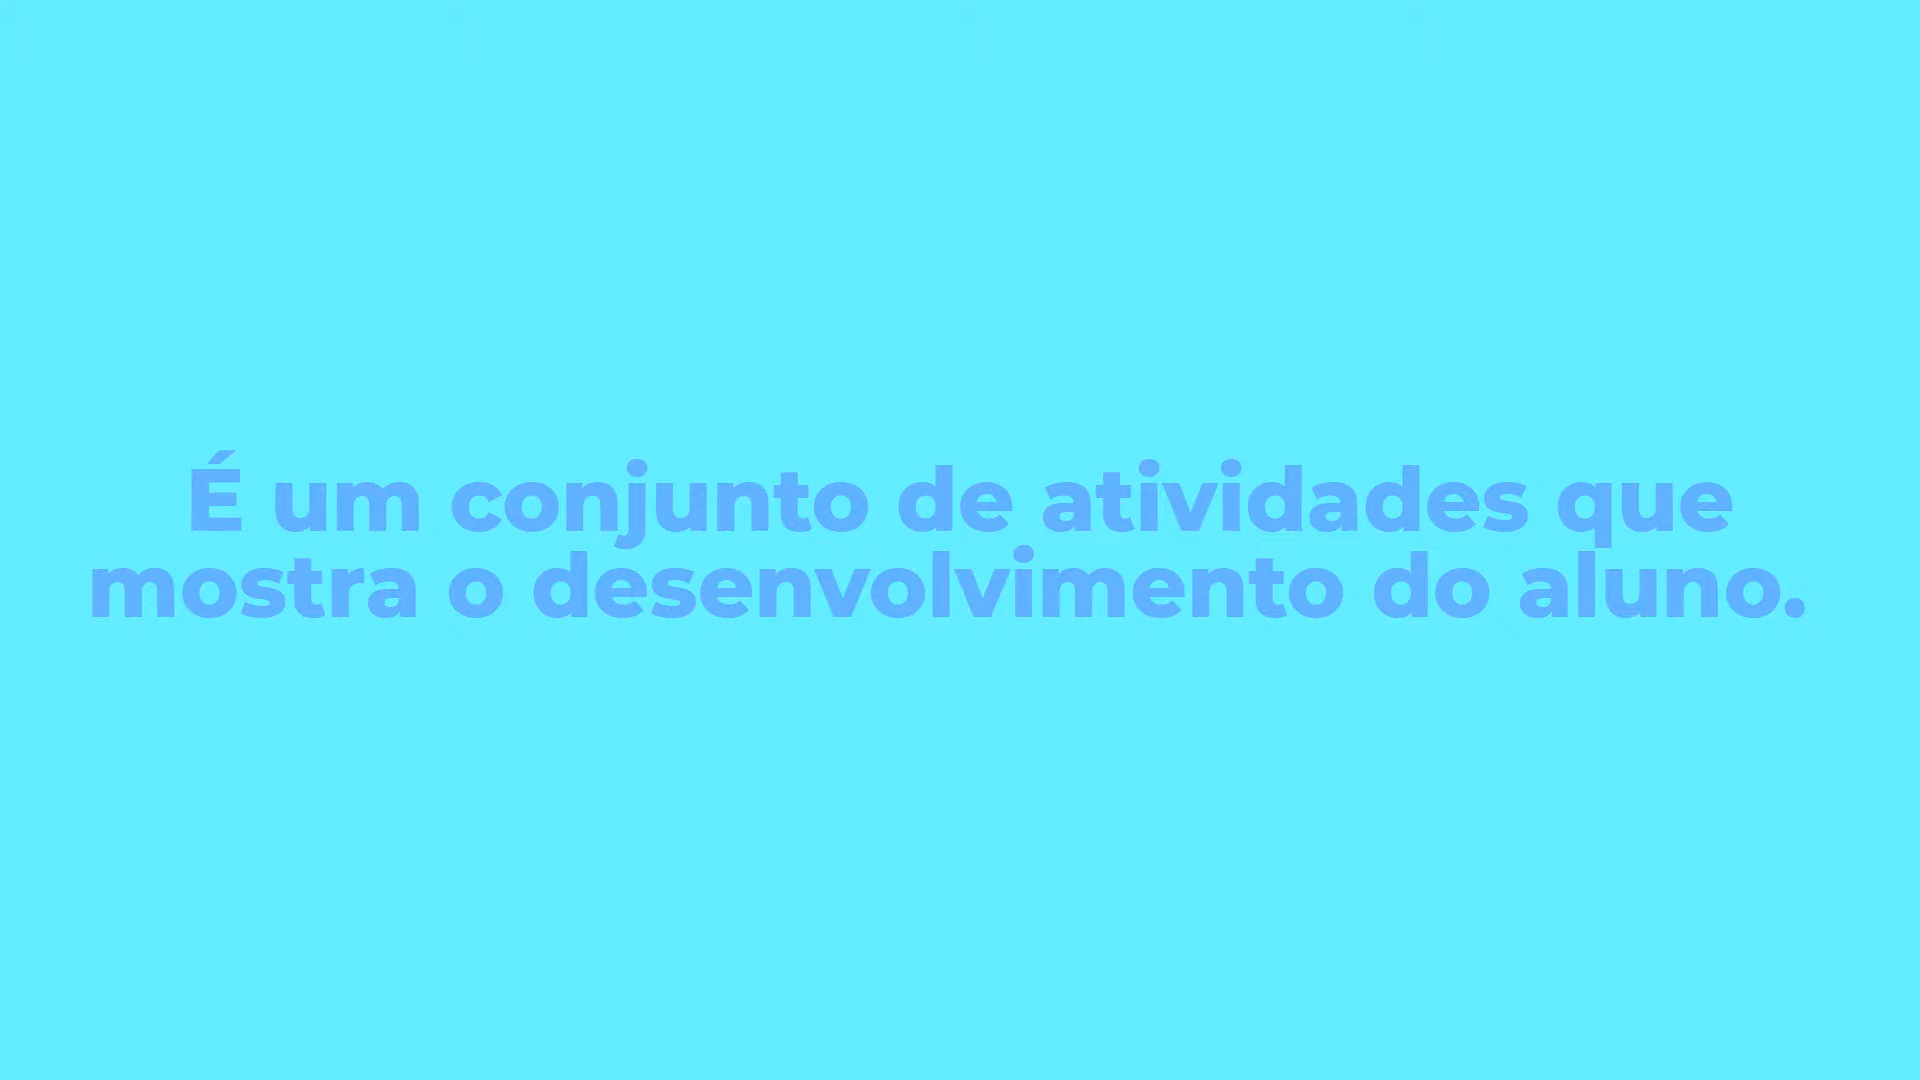 É um conjunto de atividades que
mostra o desenvolvimento do aluno.